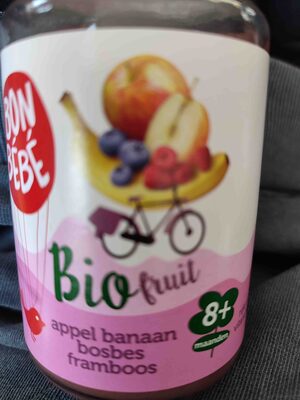 BON
BÉBÉ
Bio fruit
appel banaan
bosbes
framboos
8+
maanden